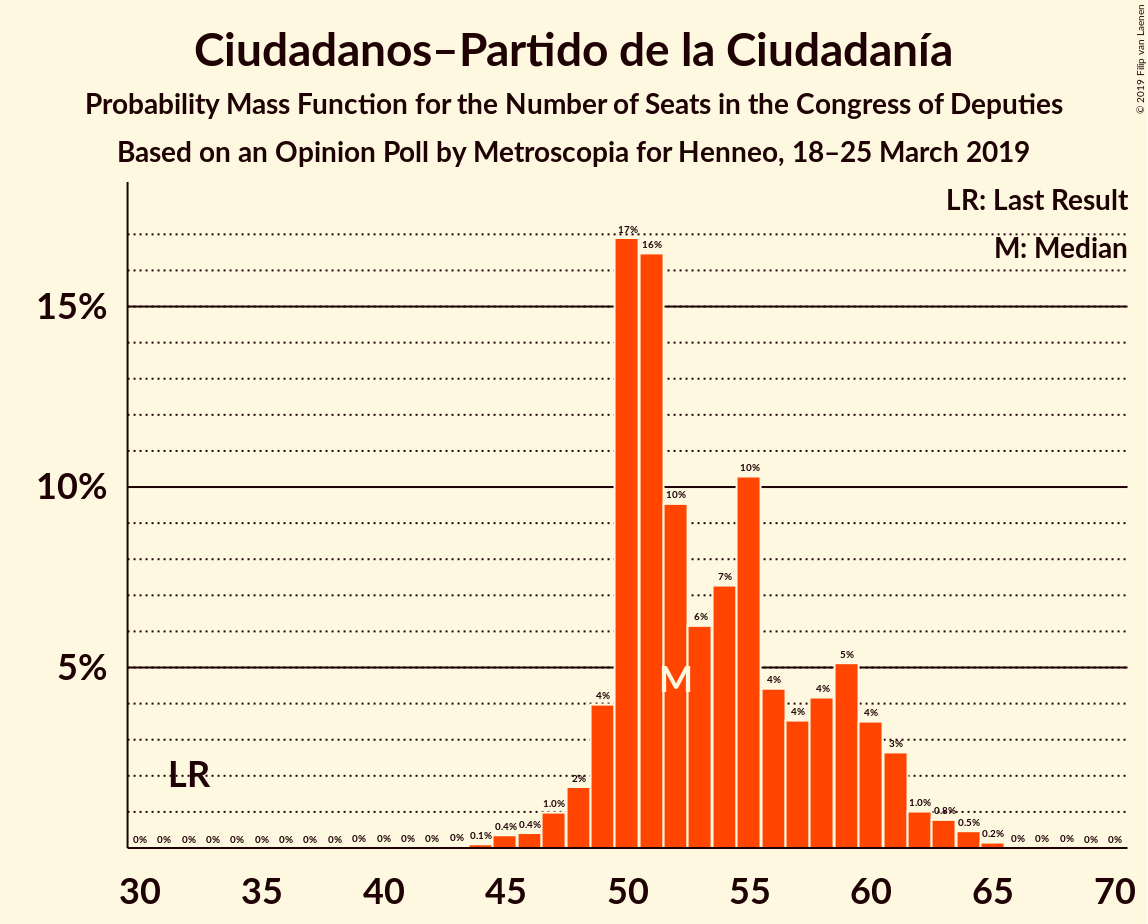 Ciudadanos–Partido de la Ciudadanía
Probability Mass Function for the Number of Seats in the Congress of Deputies
Based on an Opinion Poll by Metroscopia for Henneo, 18–25 March 2019
© 2019 Filip van Laenen
LR: Last Result
M: Median
15%
10%
5%
LR
M
0% 0% 0% 0% 0% 0% 0% 0% 0% 0% 0% 0% 0% 0% 0.1% 0.4% 0.4% 1.0% 2% 4% 17% 16% 10% 6% 7% 10% 4% 4% 4% 5% 4% 3% 1.0% 0.8% 0.5% 0.2% 0% 0% 0% 0% 0%
30 35 40 45 50 55 60 65 70